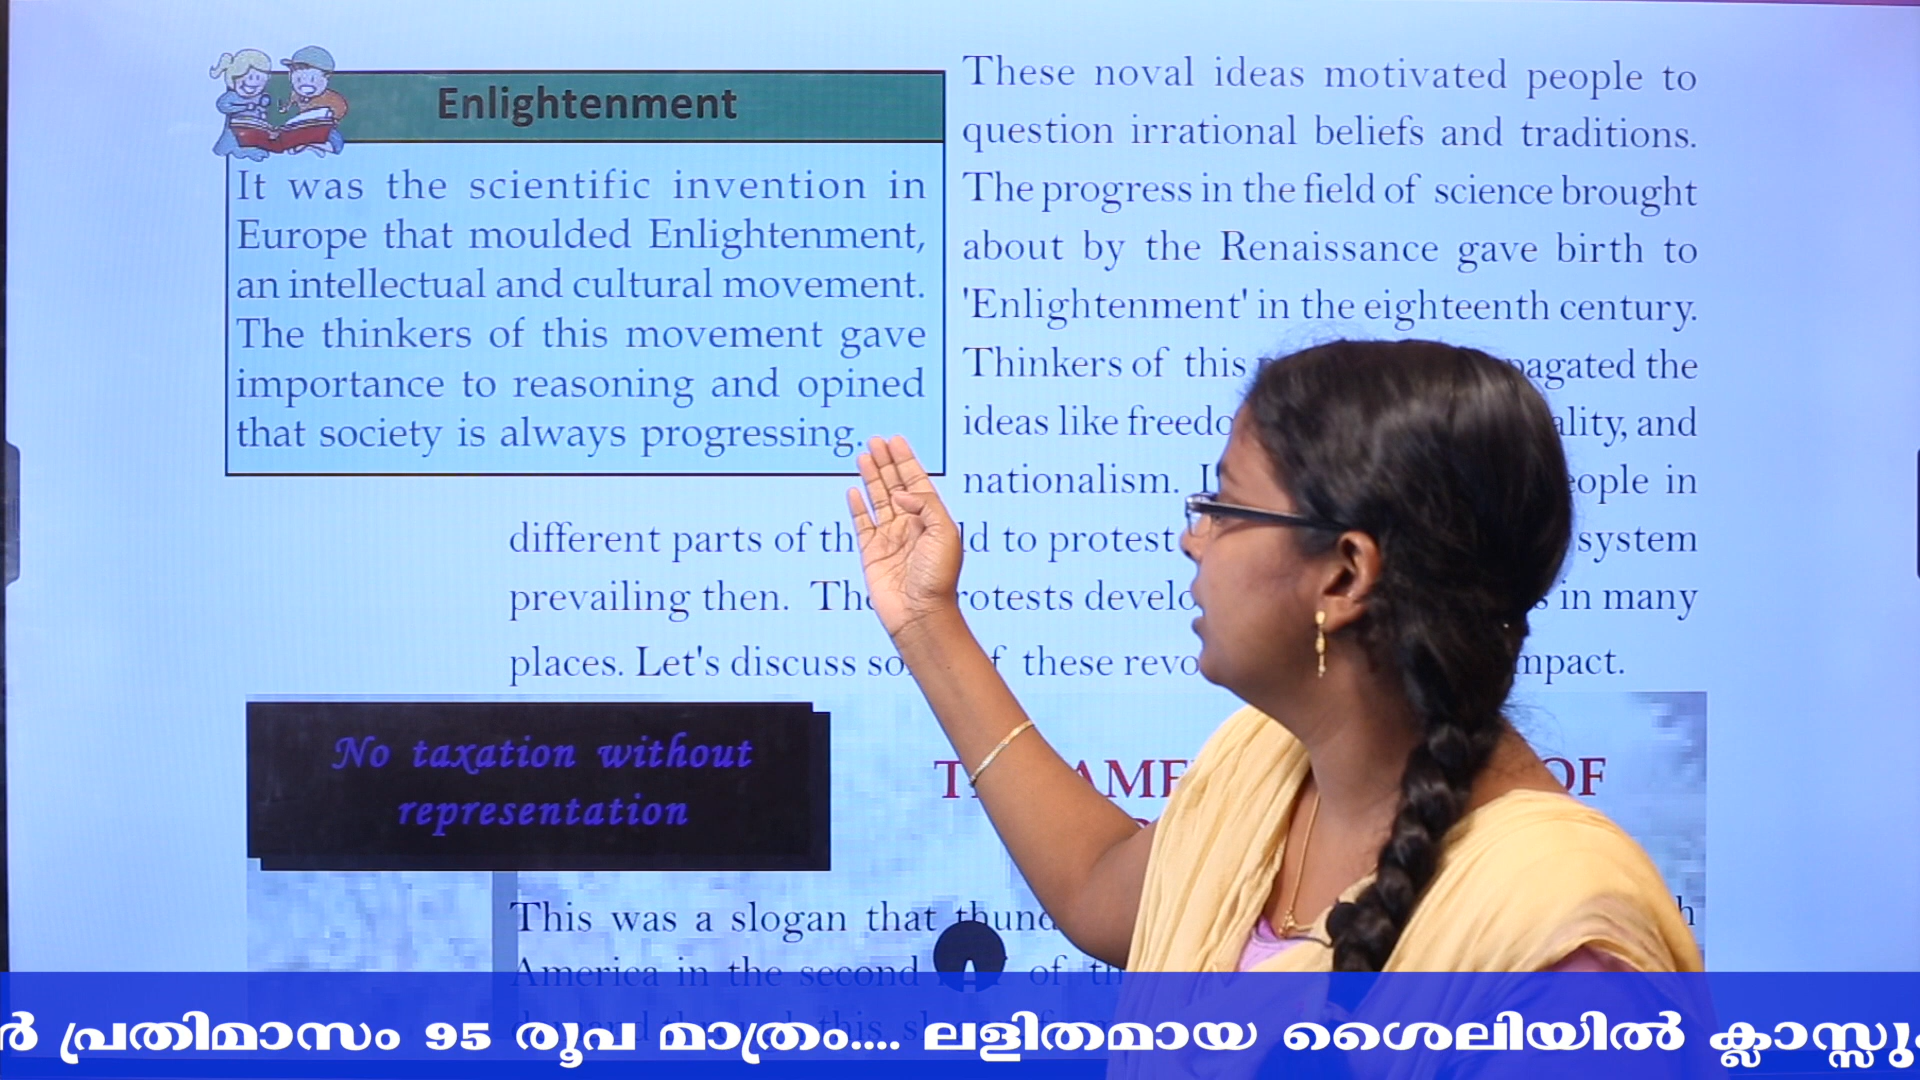 Enlightenment
It was the scientific invention in
Europe that moulded Enlightenment,
an intellectual and cultural movement.
The thinkers of this movement gave
importance to reasoning and opined
that society is always progressing.
These noval ideas motivated people to
question irrational beliefs and traditions.
The progress in the field of science brought
about by the Renaissance gave birth to
'Enlightenment' in the eighteenth century.
Thinkers of this the
ideas like and
nationalism. in
different parts of to protest system
prevailing then. in many
places. Let's discuss these
No taxation without
representation
OF
This was a slogan that
America in the second of
പ്രതിമാസം 95 രൂപ മാത്രം.... ലളിതമായ ശൈലിയിൽ